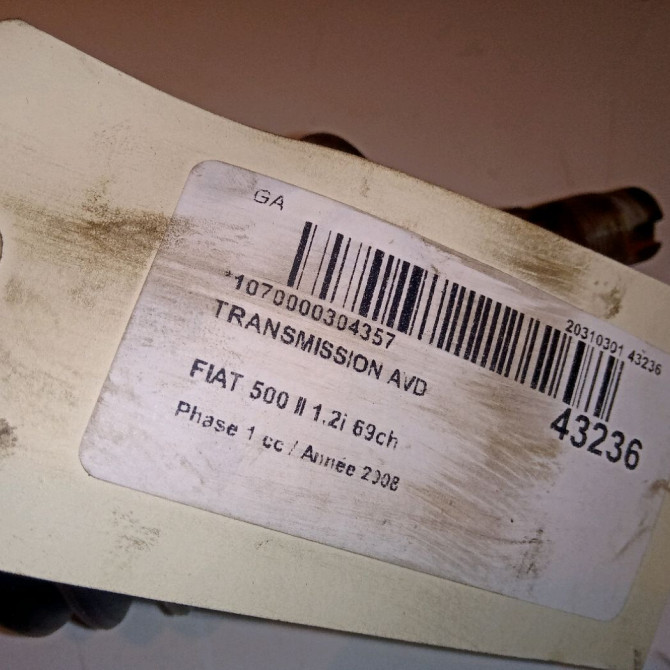 GA
*1070000304357
20310301 43236
TRANSMISSION AVD
43236
FIAT 500 II 1.2i 69ch
Phase 1 cc / Année 2008